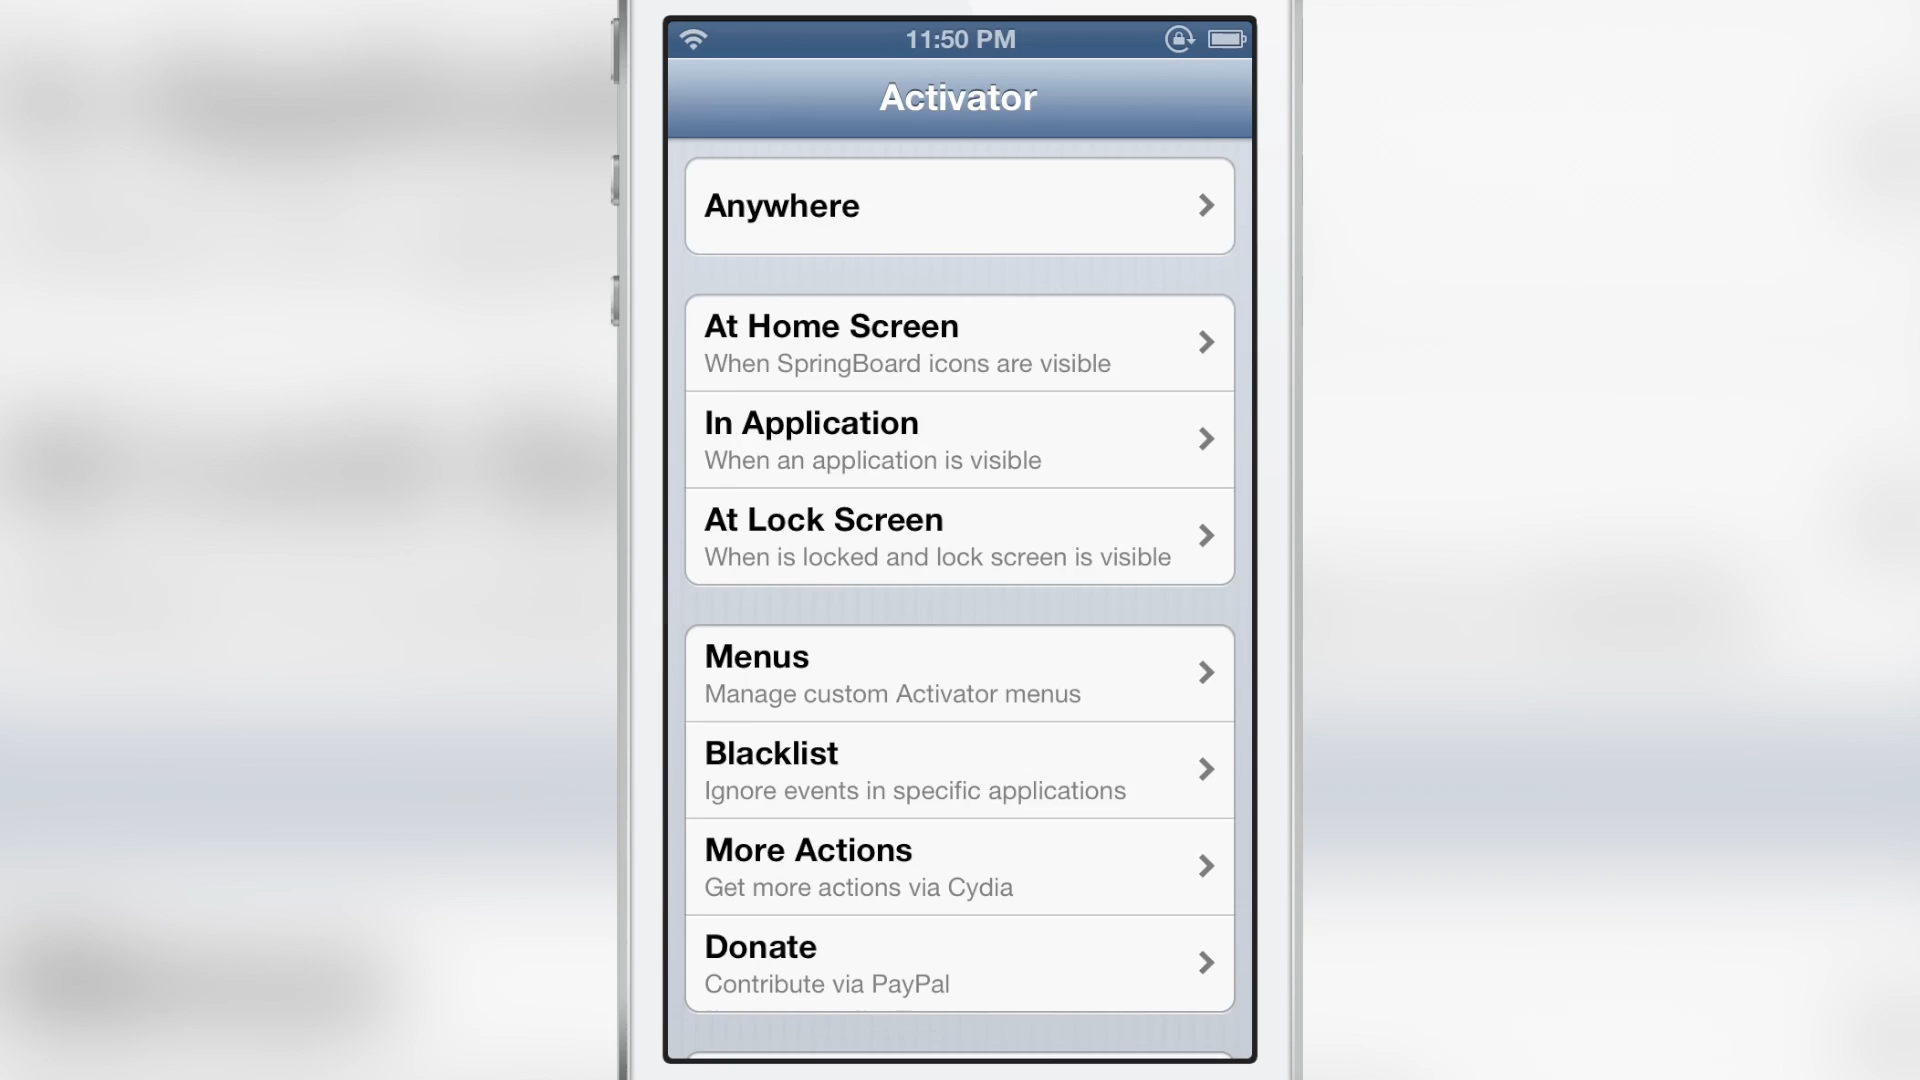 11:50 PM
Activator
Anywhere
At Home Screen
When SpringBoard icons are visible
In Application
When an application is visible
At Lock Screen
When is locked and lock screen is visible
Menus
Manage custom Activator menus
Blacklist
Ignore events in specific applications
More Actions
Get more actions via Cydia
Donate
Contribute via PayPal